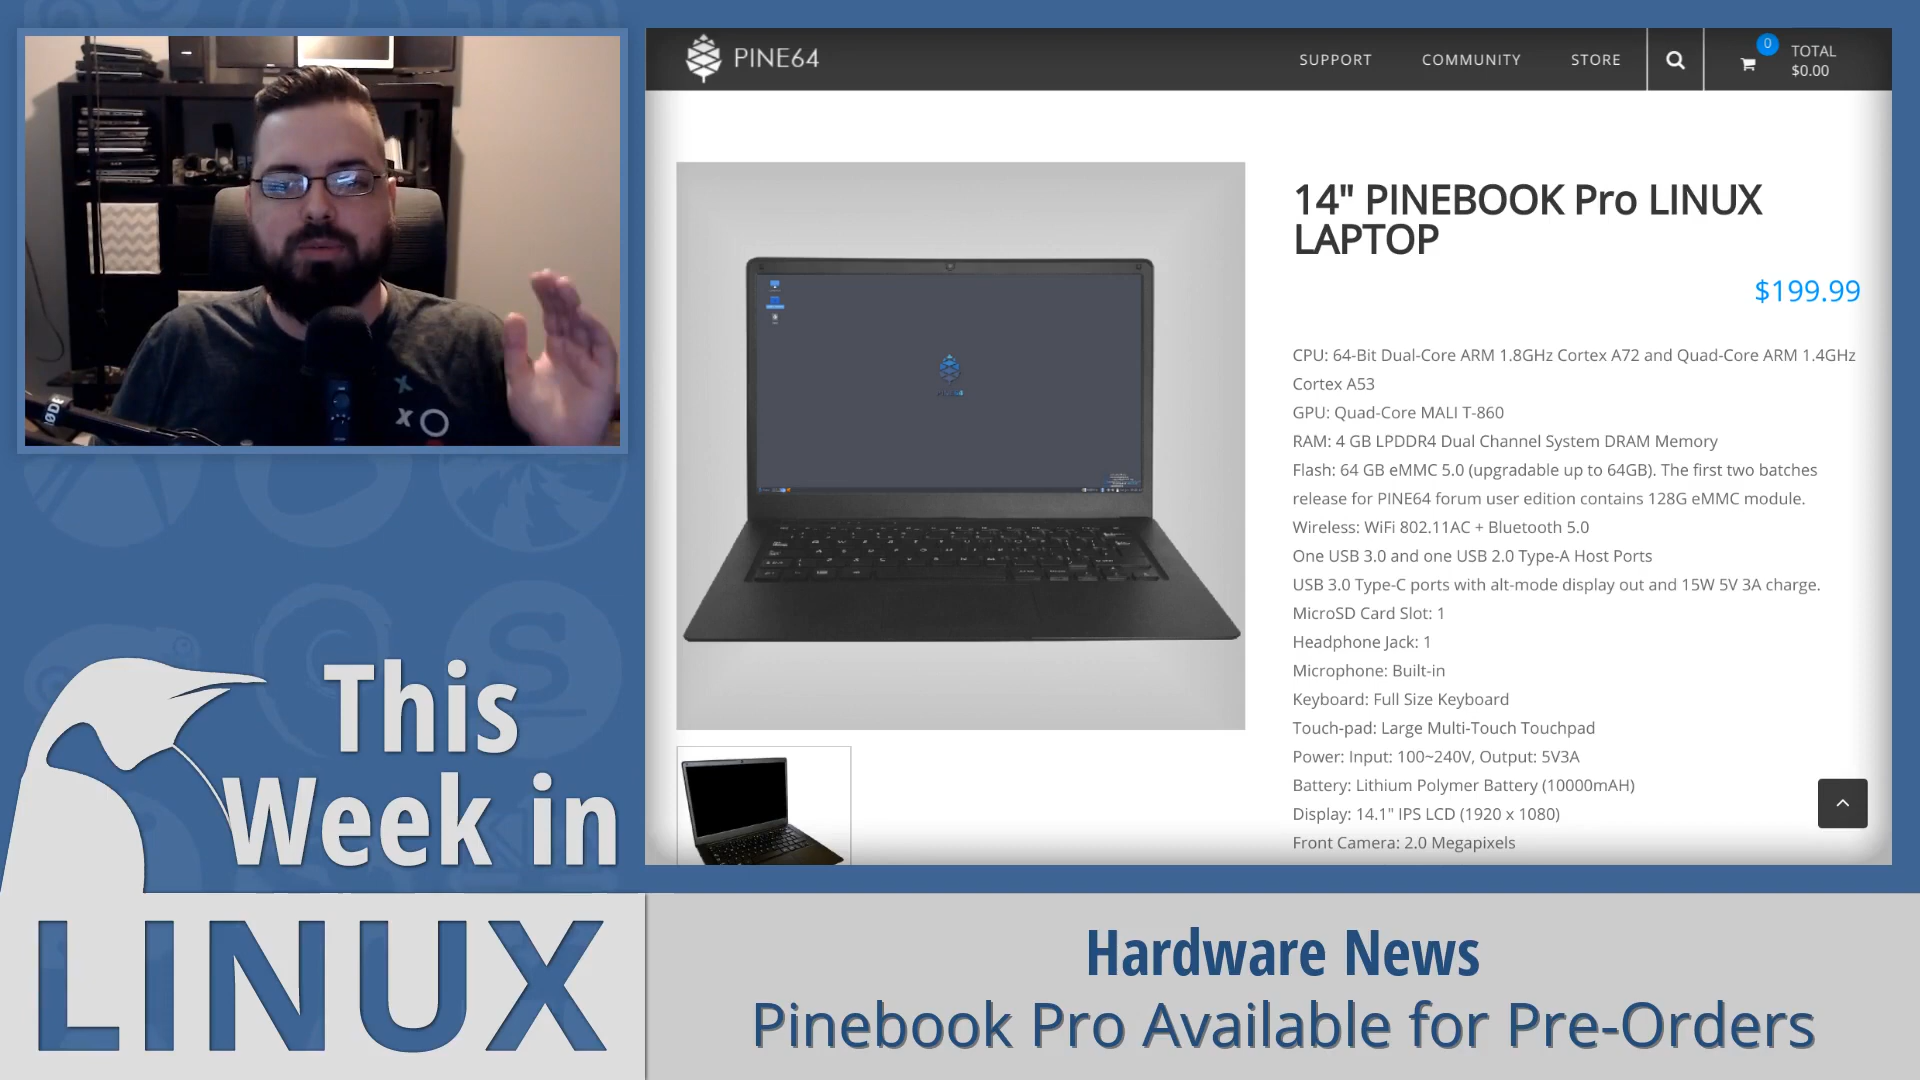 PINE64
SUPPORT
COMMUNITY
STORE
0
TOTAL
$0.00
14" PINEBOOK Pro LINUX
LAPTOP
$199.99
CPU: 64-Bit Dual-Core ARM 1.8GHz Cortex A72 and Quad-Core ARM 1.4GHz
Cortex A53
GPU: Quad-Core MALI T-860
RAM: 4 GB LPDDR4 Dual Channel System DRAM Memory
Flash: 64 GB eMMC 5.0 (upgradable up to 64GB). The first two batches
release for PINE64 forum user edition contains 128G eMMC module.
Wireless: WiFi 802.11AC + Bluetooth 5.0
One USB 3.0 and one USB 2.0 Type-A Host Ports
USB 3.0 Type-C ports with alt-mode display out and 15W 5V 3A charge.
MicroSD Card Slot: 1
Headphone Jack: 1
Microphone: Built-in
Keyboard: Full Size Keyboard
Touch-pad: Large Multi-Touch Touchpad
Power: Input: 100~240V, Output: 5V3A
Battery: Lithium Polymer Battery (10000mAH)
Display: 14.1" IPS LCD (1920 x 1080)
Front Camera: 2.0 Megapixels
RØDE
This
Week in
LINUX
Hardware News
Pinebook Pro Available for Pre-Orders